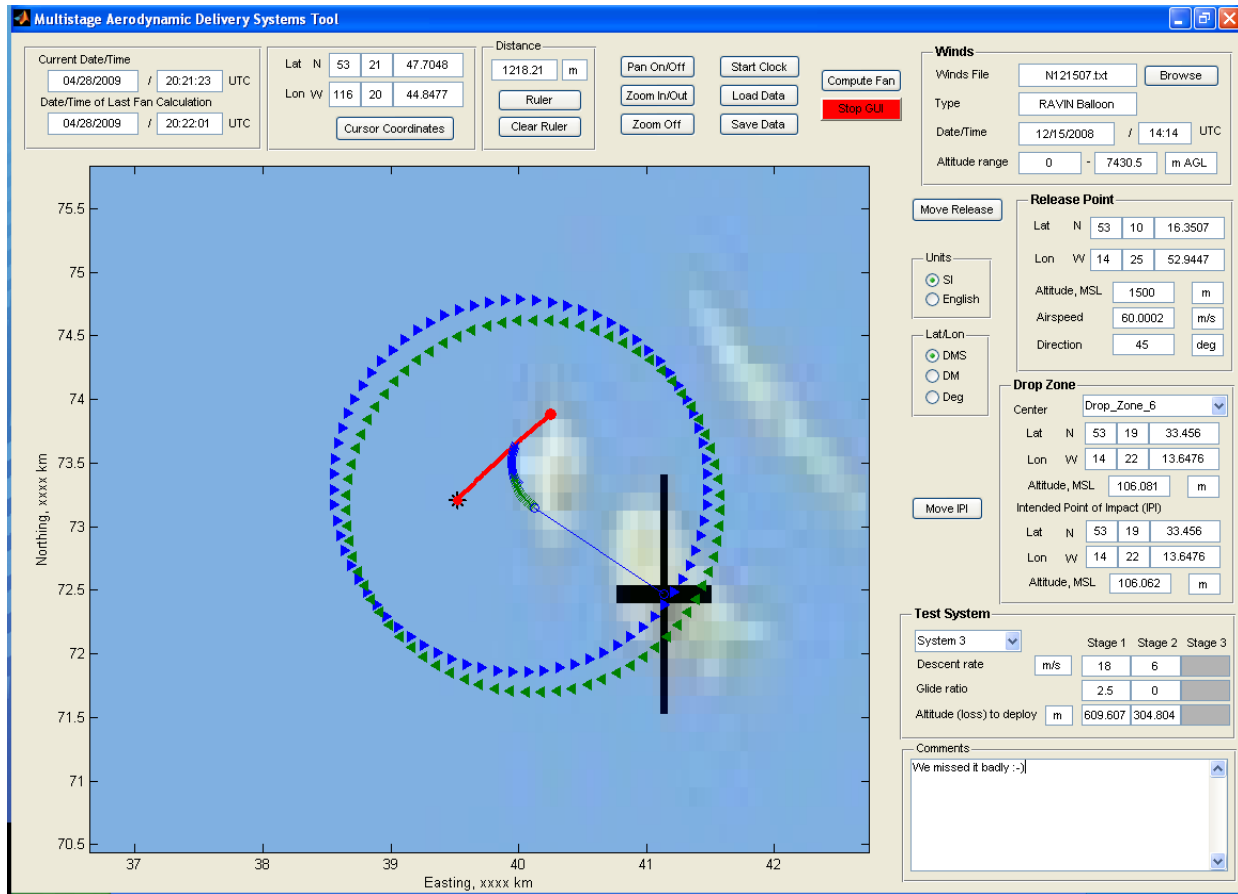 Multistage Aerodynamic Delivery Systems Tool
Current Date/Time
04/28/2009 / 20:21:23 UTC
Date/Time of Last Fan Calculation
04/28/2009 / 20:22:01 UTC
Lat N 53 21 47.7048
Lon W 116 20 44.8477
Cursor Coordinates
Distance
1218.21 m
Ruler
Clear Ruler
Pan On/Off
Zoom In/Out
Zoom Off
Start Clock
Load Data
Save Data
Compute Fan
Stop GUI
Winds
Winds File N121507.txt Browse
Type RAVIN Balloon
Date/Time 12/15/2008 / 14:14 UTC
Altitude range 0 - 7430.5 m AGL
Move Release
Release Point
Lat N 53 10 16.3507
Lon W 14 25 52.9447
Altitude, MSL 1500 m
Airspeed 60.0002 m/s
Direction 45 deg
Units
SI
English
Lat/Lon
DMS
DM
Deg
Drop Zone
Center Drop_Zone_6
Lat N 53 19 33.456
Lon W 14 22 13.6476
Altitude, MSL 106.081 m
Move IPI
Intended Point of Impact (IPI)
Lat N 53 19 33.456
Lon W 14 22 13.6476
Altitude, MSL 106.062 m
Test System
System 3 Stage 1 Stage 2 Stage 3
Descent rate m/s 18 6
Glide ratio 2.5 0
Altitude (loss) to deploy m 609.607 304.804
Comments
We missed it badly :-)
Northing, xxxx km
75.5
75
74.5
74
73.5
73
72.5
72
71.5
71
70.5
37 38 39 40 41 42
Easting, xxxx km